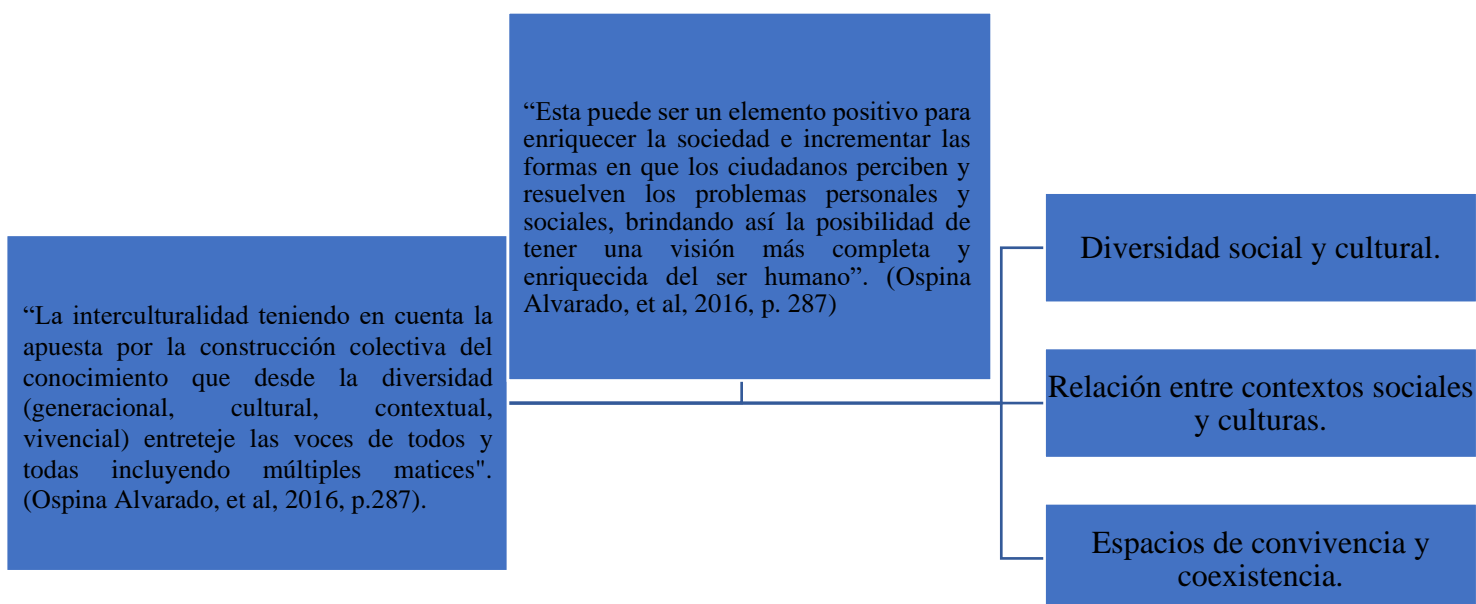 “Esta puede ser un elemento positivo para
enriquecer la sociedad e incrementar las
formas en que los ciudadanos perciben y
resuelven los problemas personales y
sociales, brindando así la posibilidad de
tener una visión más completa y
enriquecida del ser humano”. (Ospina
Alvarado, et al, 2016, p. 287)
“La interculturalidad teniendo en cuenta la
apuesta por la construcción colectiva del
conocimiento que desde la diversidad
(generacional, cultural, contextual,
vivencial) entreteje las voces de todos y
todas incluyendo múltiples matices".
(Ospina Alvarado, et al, 2016, p.287).
Diversidad social y cultural.
Relación entre contextos sociales
y culturas.
Espacios de convivencia y
coexistencia.